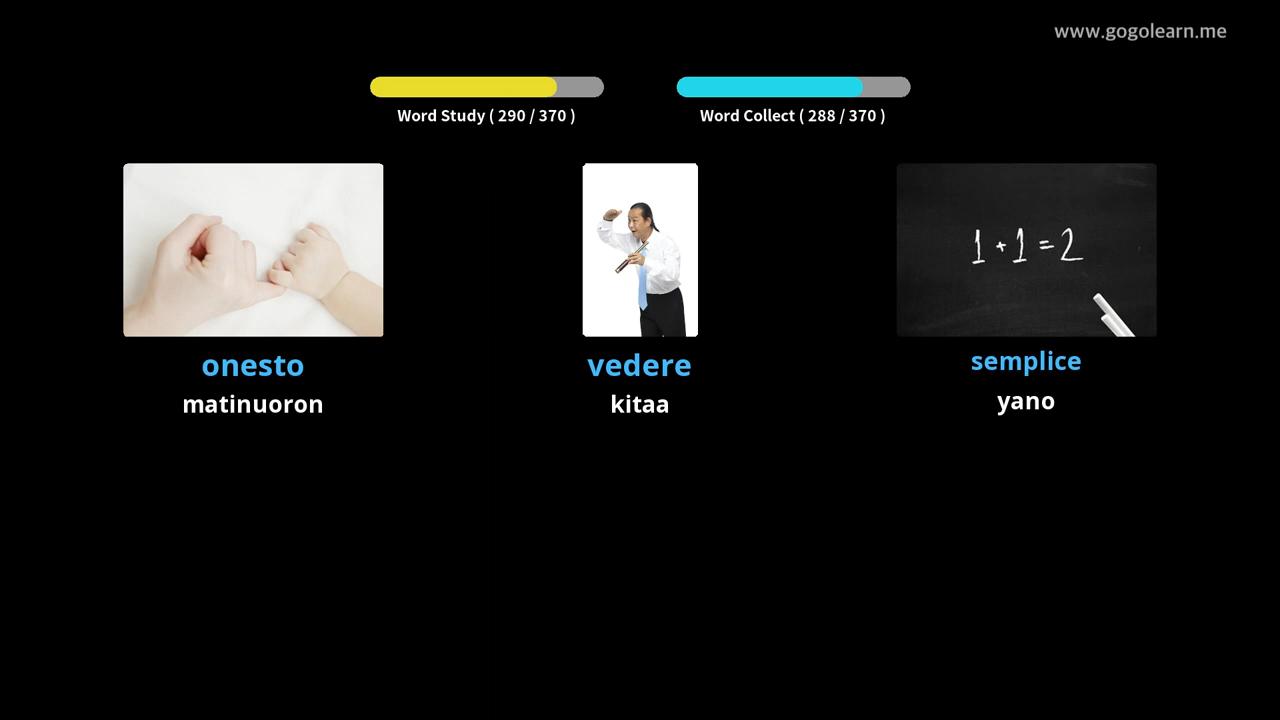 www.gogolearn.me
Word Study ( 290 / 370 )
Word Collect ( 288 / 370 )
1 + 1 = 2
onesto
vedere
semplice
matinuoron
kitaa
yano